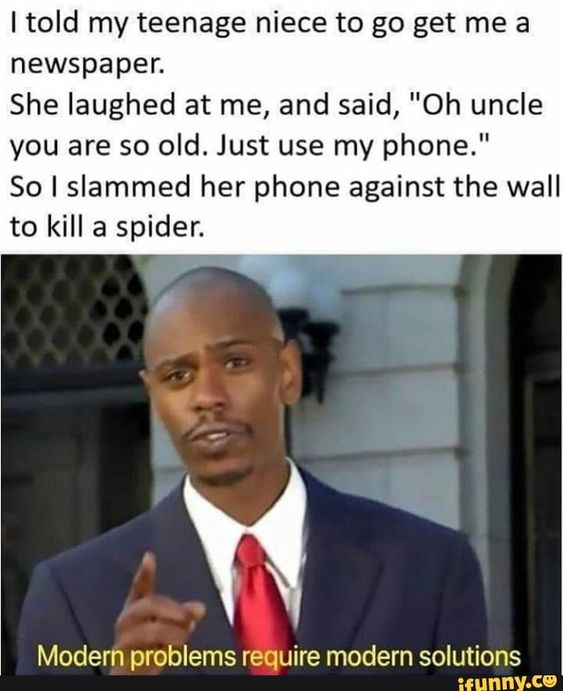 I told my teenage niece to go get me a
newspaper.
She laughed at me, and said, "Oh uncle
you are so old. Just use my phone."
So I slammed her phone against the wall
to kill a spider.
Modern problems require modern solutions
ifunny.co